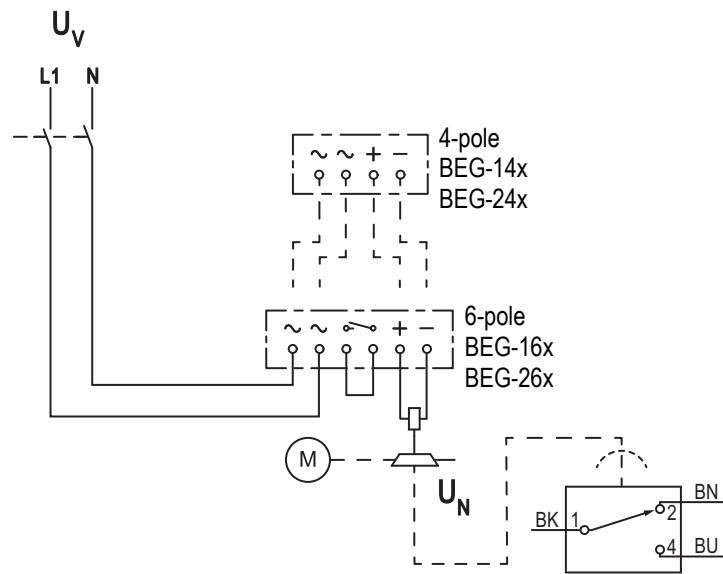 U_V
L1 N
4-pole
BEG-14x
BEG-24x
~ ~ + −
6-pole
BEG-16x
BEG-26x
~ ~ + −
M
U_N
BK 1
2 BN
4 BU